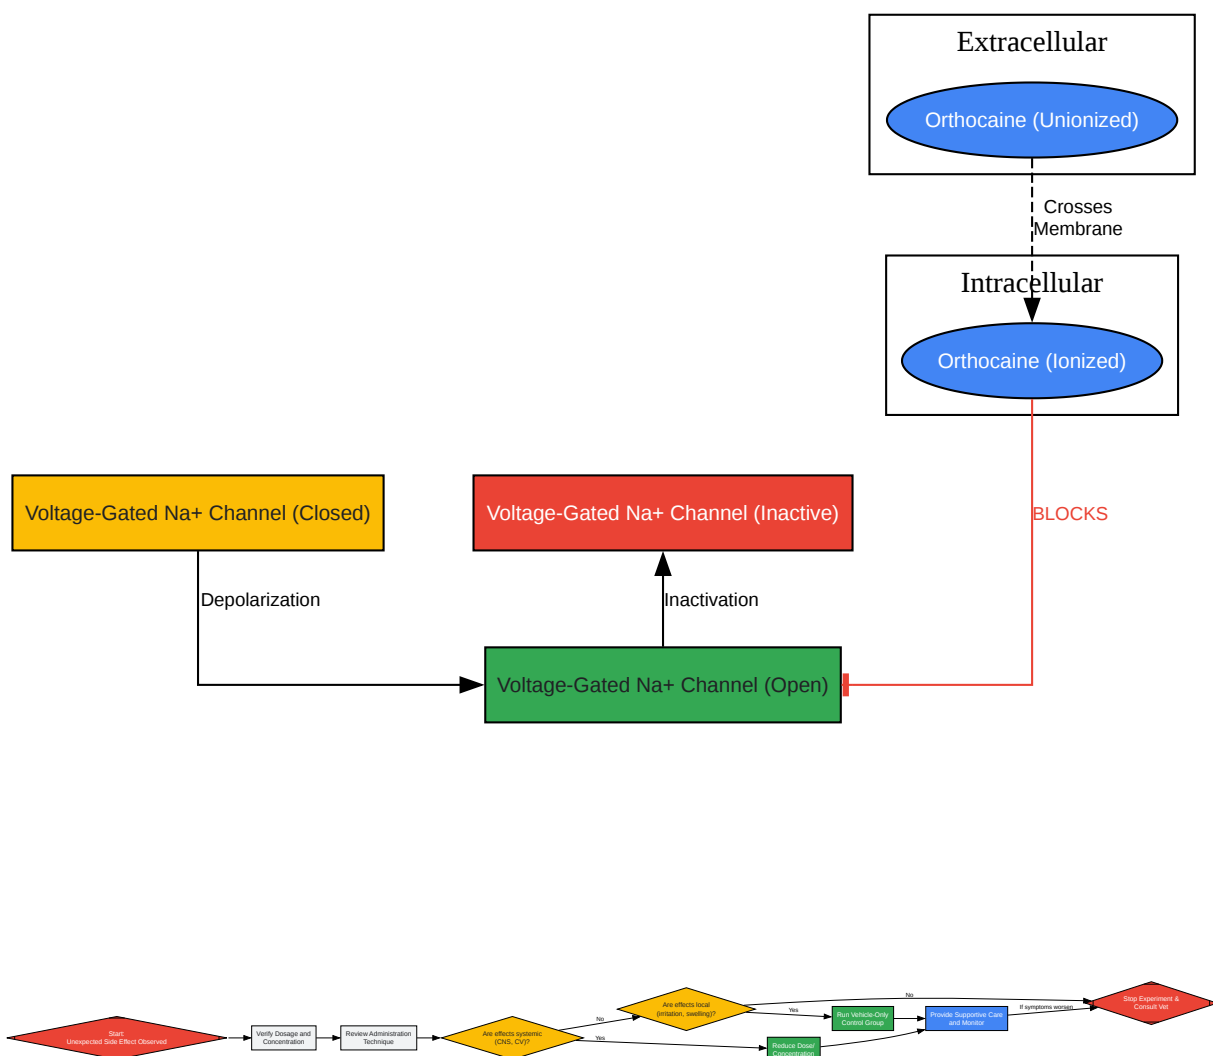 Extracellular
Orthocaine (Unionized)
Crosses
Membrane
Intracellular
Orthocaine (Ionized)
Voltage-Gated Na+ Channel (Closed)
Voltage-Gated Na+ Channel (Inactive)
BLOCKS
Depolarization
Inactivation
Voltage-Gated Na+ Channel (Open)
Start:
Unexpected Side Effect Observed
Verify Dosage and
Concentration
Review Administration
Technique
Are effects systemic
(CNS, CV)?
No
Yes
Are effects local
(irritation, swelling)?
No
Yes
Run Vehicle-Only
Control Group
Reduce Dose/
Concentration
Provide Supportive Care
and Monitor
If symptoms worsen
Stop Experiment &
Consult Vet